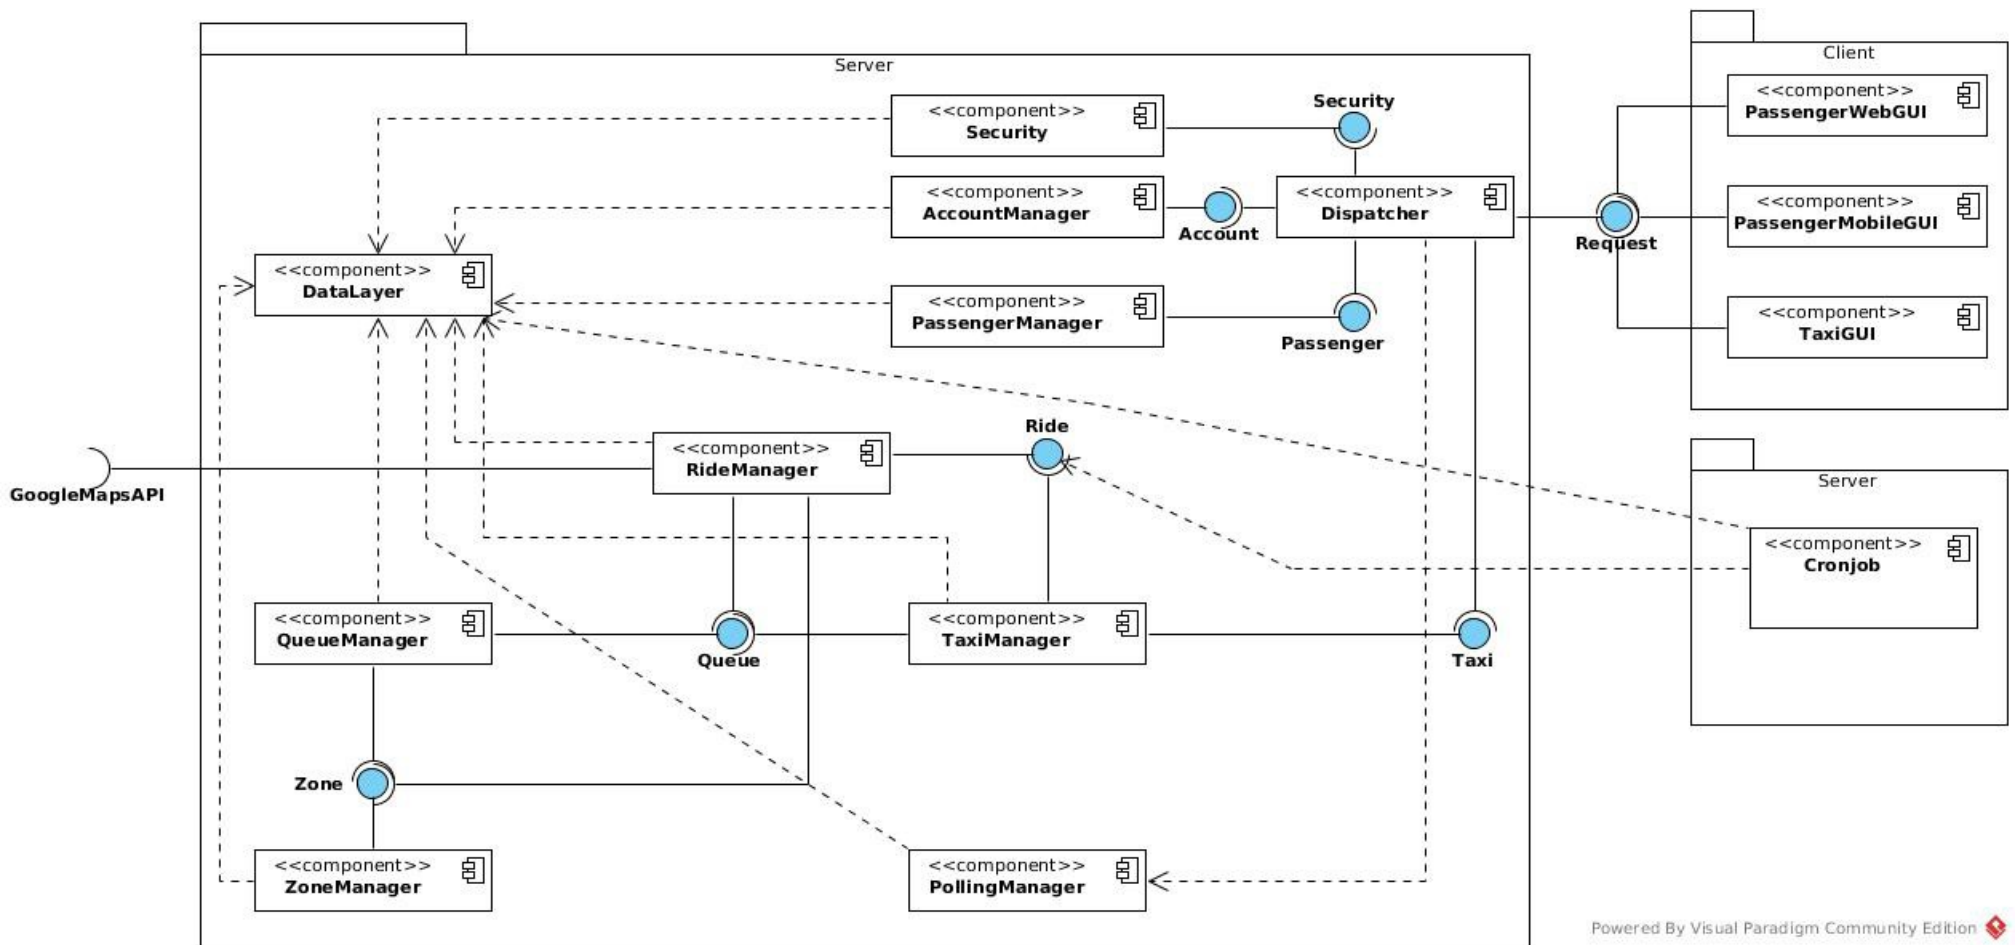 Server
Client
<<component>>
PassengerWebGUI
<<component>>
Security
Security
<<component>>
AccountManager
Account
<<component>>
Dispatcher
Request
<<component>>
PassengerMobileGUI
<<component>>
DataLayer
<<component>>
PassengerManager
Passenger
<<component>>
TaxiGUI
Ride
<<component>>
RideManager
GoogleMapsAPI
Server
<<component>>
Cronjob
<<component>>
QueueManager
Queue
<<component>>
TaxiManager
Taxi
Zone
<<component>>
ZoneManager
<<component>>
PollingManager
Powered By Visual Paradigm Community Edition